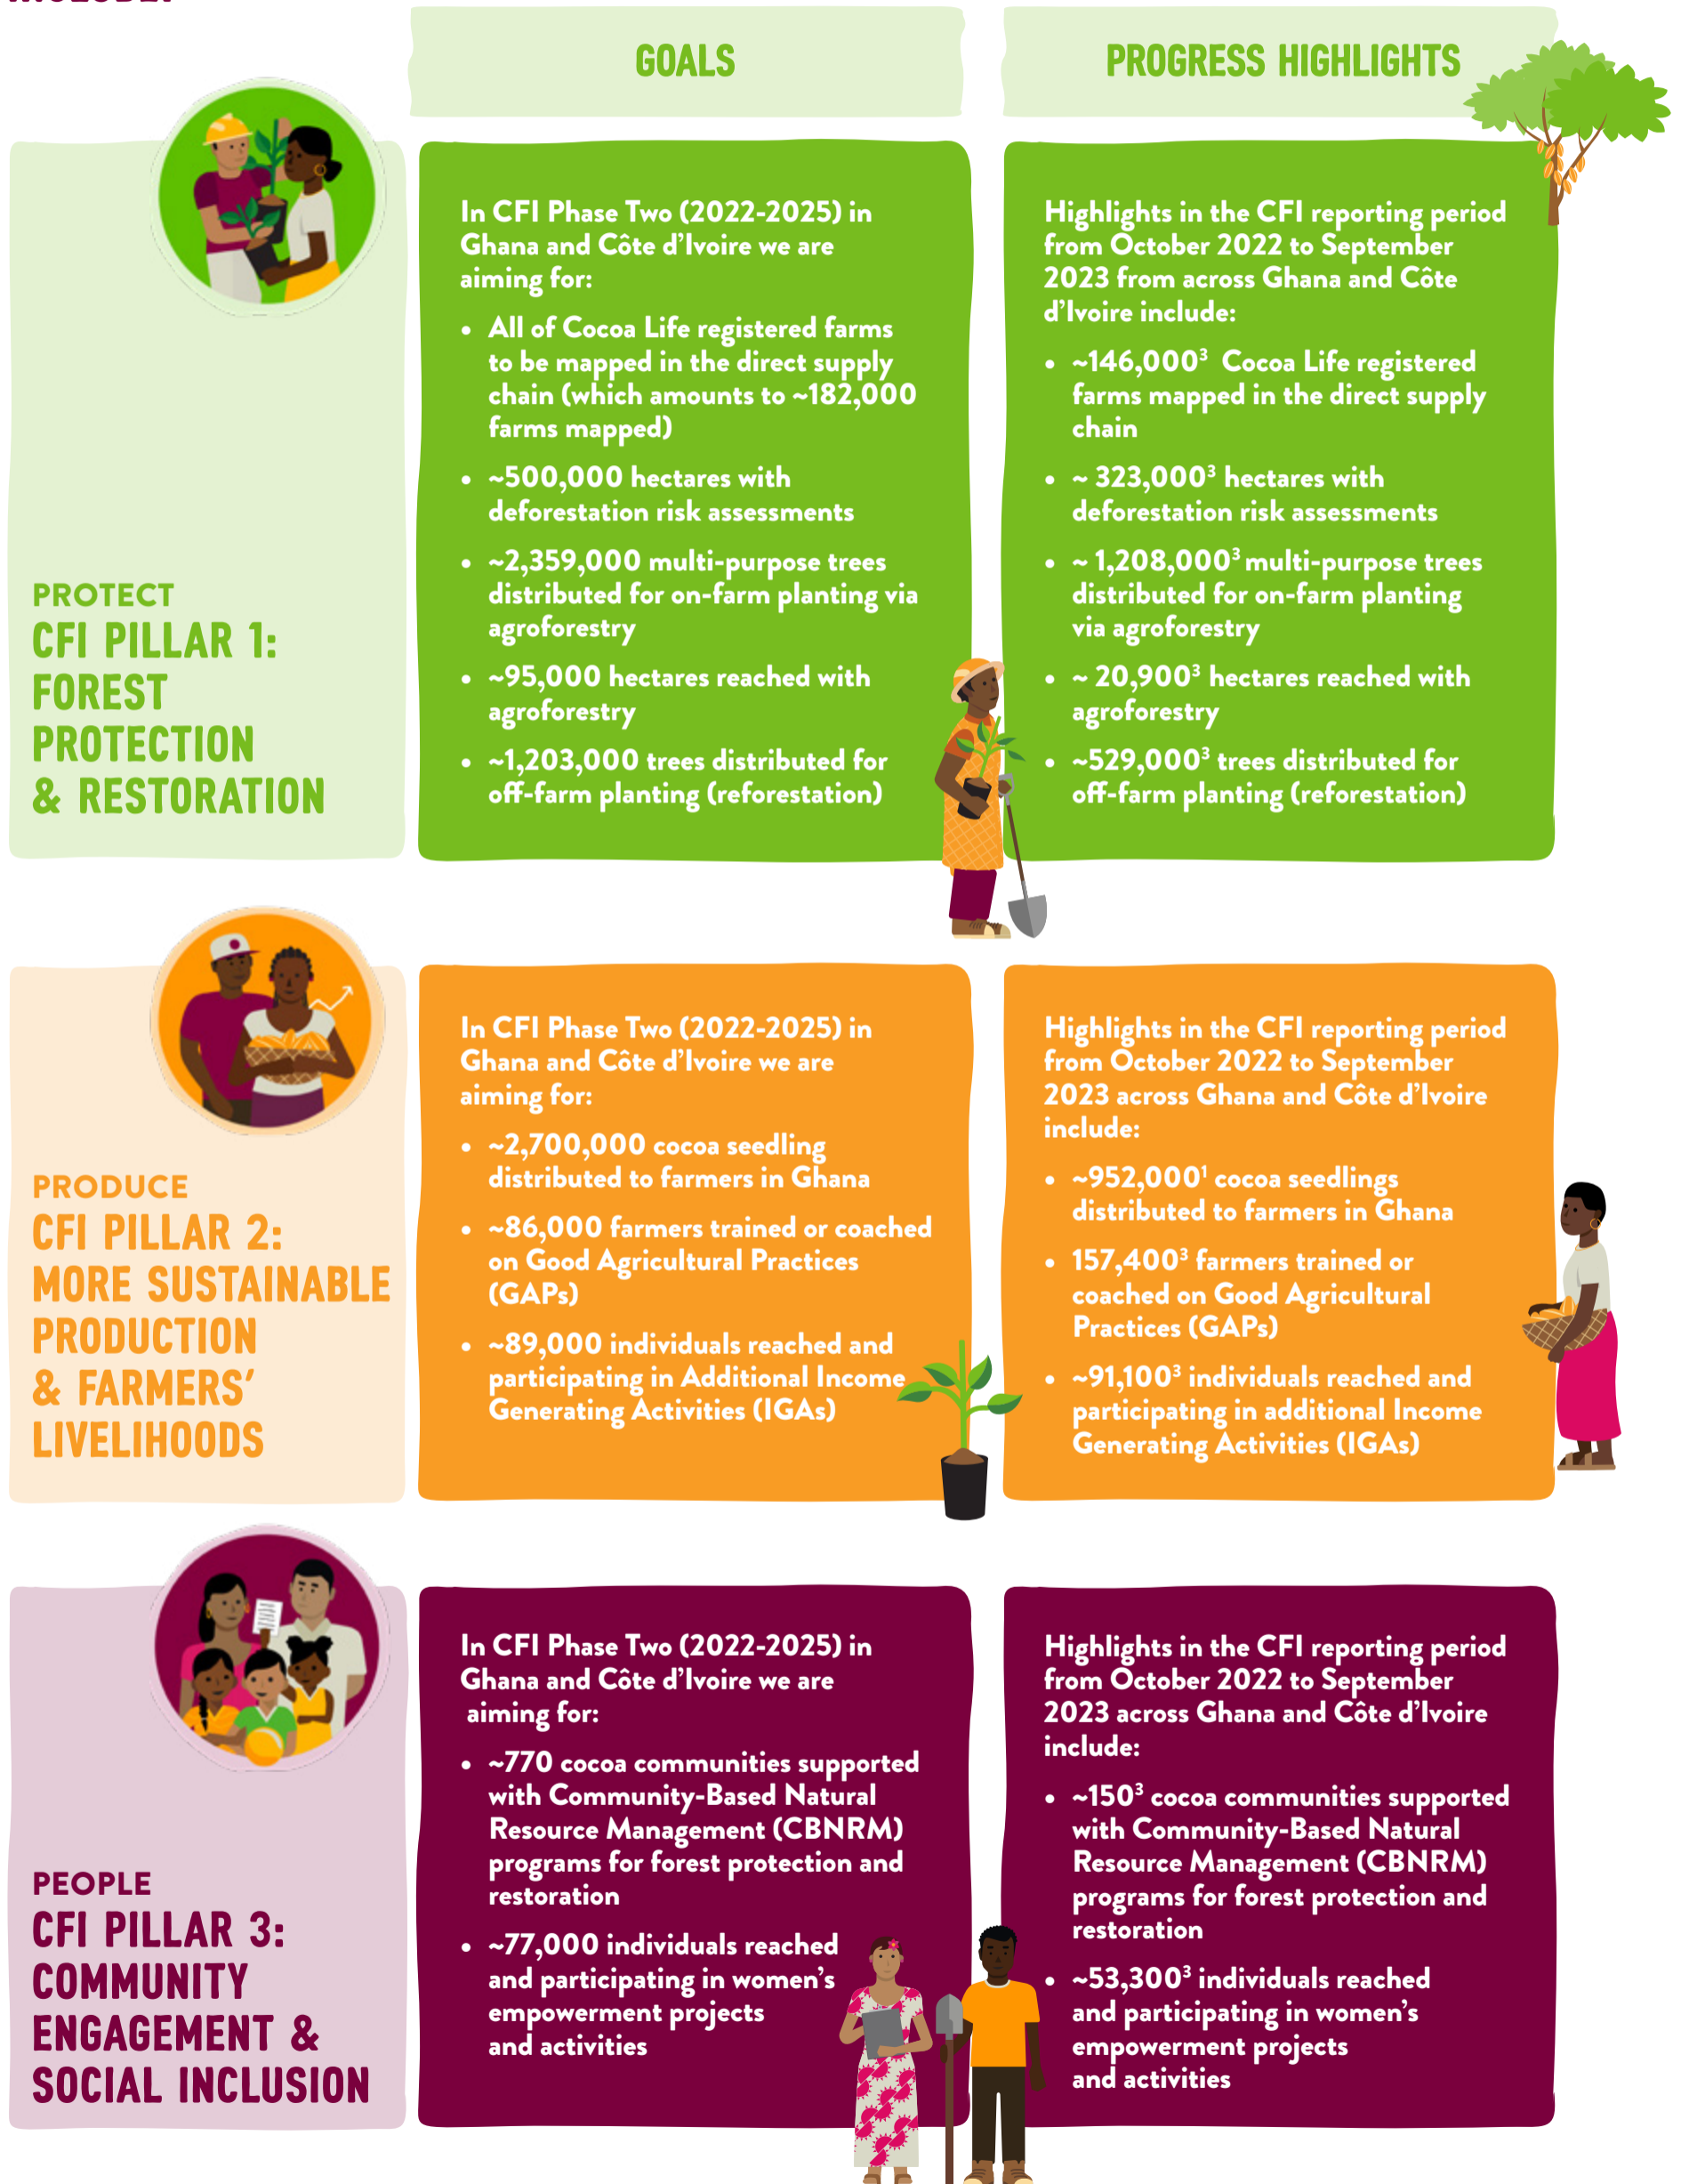 GOALS
PROGRESS HIGHLIGHTS
PROTECT
CFI PILLAR 1:
FOREST
PROTECTION
& RESTORATION
In CFI Phase Two (2022-2025) in
Ghana and Côte d’Ivoire we are
aiming for:
• All of Cocoa Life registered farms
to be mapped in the direct supply
chain (which amounts to ~182,000
farms mapped)
• ~500,000 hectares with
deforestation risk assessments
• ~2,359,000 multi-purpose trees
distributed for on-farm planting via
agroforestry
• ~95,000 hectares reached with
agroforestry
• ~1,203,000 trees distributed for
off-farm planting (reforestation)
Highlights in the CFI reporting period
from October 2022 to September
2023 from across Ghana and Côte
d’Ivoire include:
• ~146,000³ Cocoa Life registered
farms mapped in the direct supply
chain
• ~ 323,000³ hectares with
deforestation risk assessments
• ~ 1,208,000³ multi-purpose trees
distributed for on-farm planting
via agroforestry
• ~ 20,900³ hectares reached with
agroforestry
• ~529,000³ trees distributed for
off-farm planting (reforestation)
PRODUCE
CFI PILLAR 2:
MORE SUSTAINABLE
PRODUCTION
& FARMERS’
LIVELIHOODS
In CFI Phase Two (2022-2025) in
Ghana and Côte d’Ivoire we are
aiming for:
• ~2,700,000 cocoa seedling
distributed to farmers in Ghana
• ~86,000 farmers trained or coached
on Good Agricultural Practices
(GAPs)
• ~89,000 individuals reached and
participating in Additional Income
Generating Activities (IGAs)
Highlights in the CFI reporting period
from October 2022 to September
2023 across Ghana and Côte d’Ivoire
include:
• ~952,000¹ cocoa seedlings
distributed to farmers in Ghana
• 157,400³ farmers trained or
coached on Good Agricultural
Practices (GAPs)
• ~91,100³ individuals reached and
participating in additional Income
Generating Activities (IGAs)
PEOPLE
CFI PILLAR 3:
COMMUNITY
ENGAGEMENT &
SOCIAL INCLUSION
In CFI Phase Two (2022-2025) in
Ghana and Côte d’Ivoire we are
aiming for:
• ~770 cocoa communities supported
with Community-Based Natural
Resource Management (CBNRM)
programs for forest protection and
restoration
• ~77,000 individuals reached
and participating in women’s
empowerment projects
and activities
Highlights in the CFI reporting period
from October 2022 to September
2023 across Ghana and Côte d’Ivoire
include:
• ~150³ cocoa communities supported
with Community-Based Natural
Resource Management (CBNRM)
programs for forest protection and
restoration
• ~53,300³ individuals reached
and participating in women’s
empowerment projects
and activities